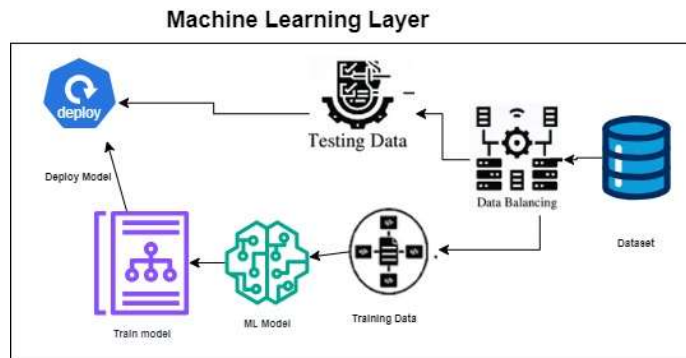 Machine Learning Layer
deploy
Testing Data
Deploy Model
Data Balancing
Dataset
Train model
ML Model
Training Data